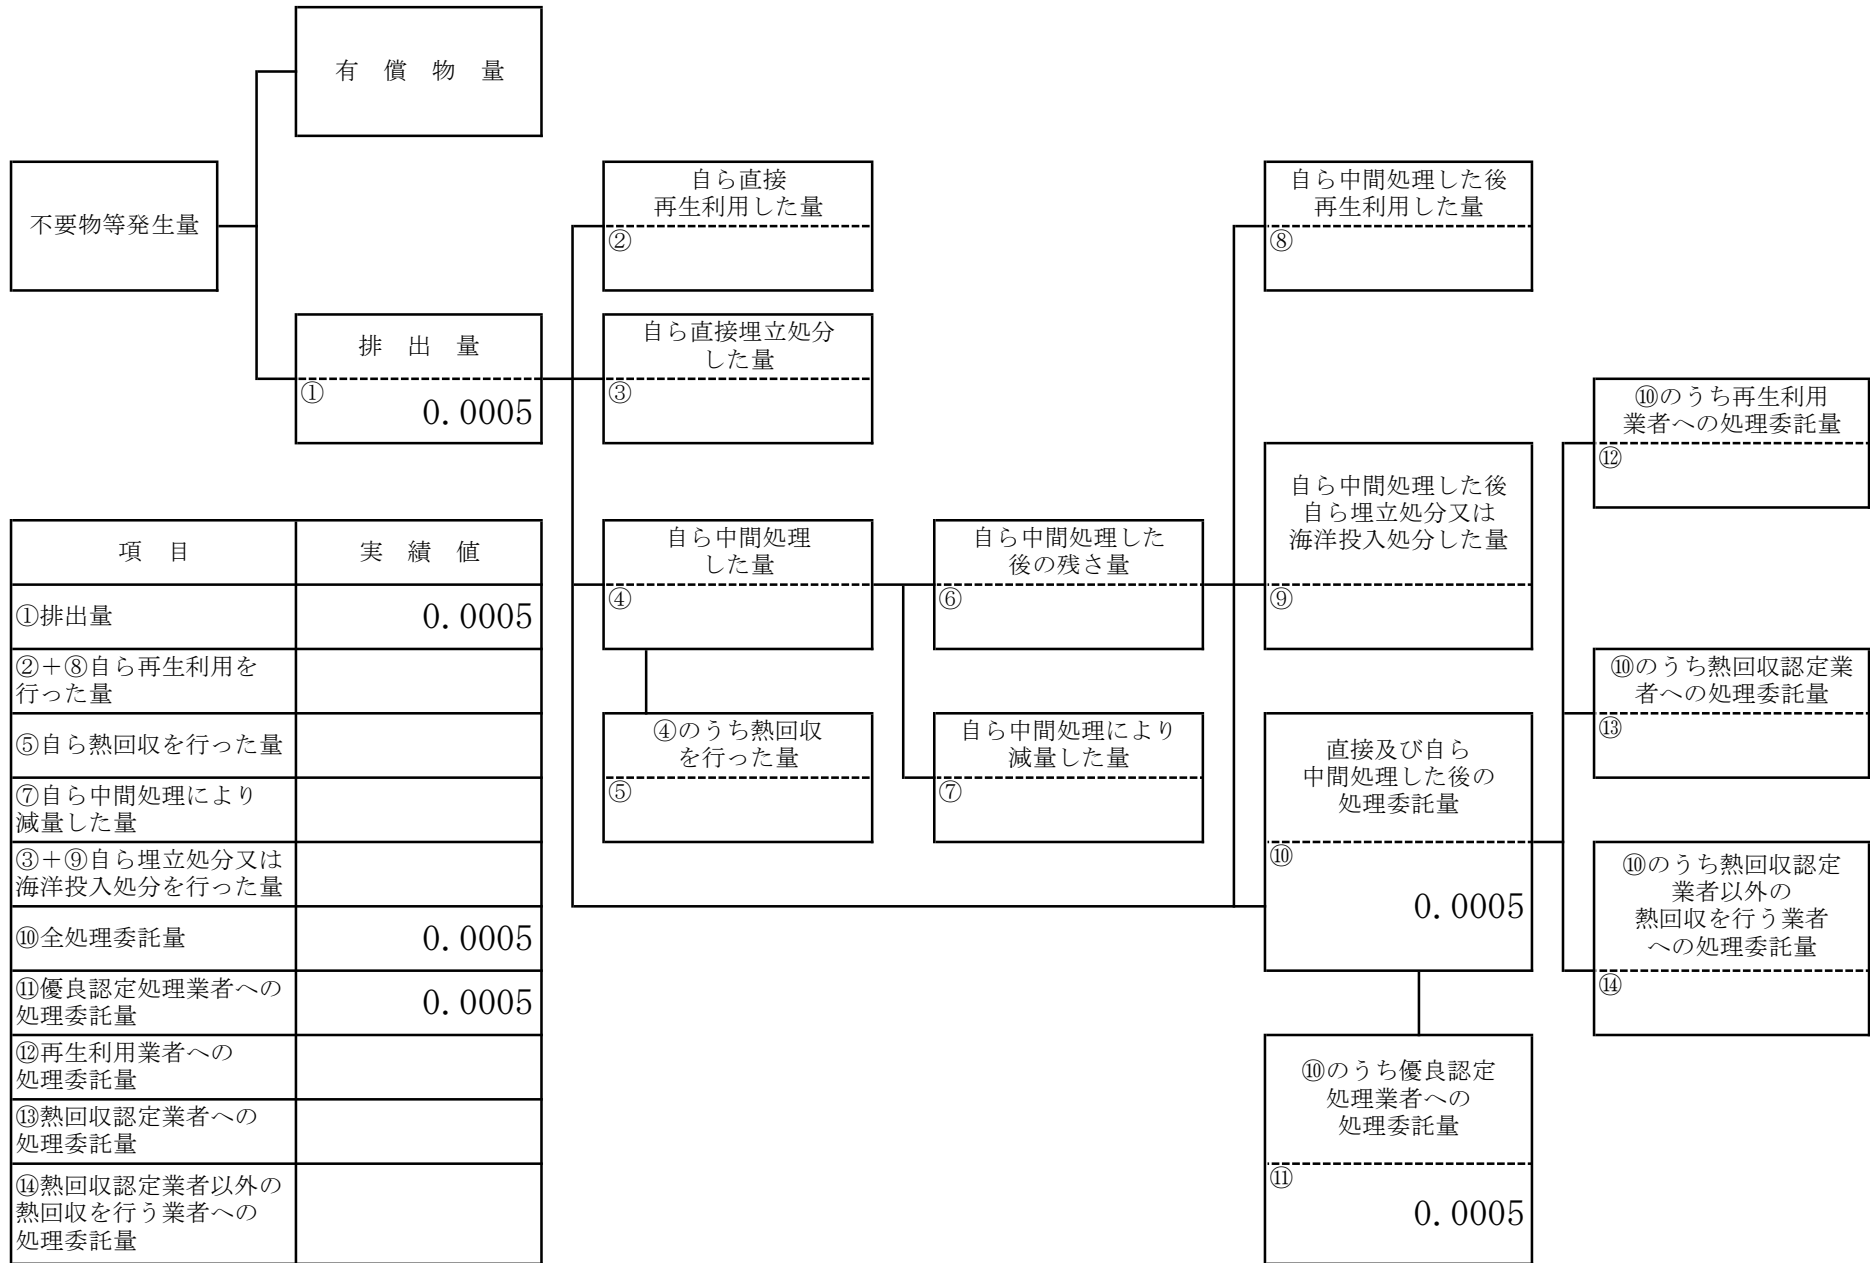 有　償　物　量
不要物等発生量
排　出　量
①
0.0005
自ら直接
再生利用した量
②
自ら直接埋立処分
した量
③
自ら中間処理
した量
④
④のうち熱回収
を行った量
⑤
自ら中間処理した
後の残さ量
⑥
自ら中間処理により
減量した量
⑦
自ら中間処理した後
再生利用した量
⑧
自ら中間処理した後
自ら埋立処分又は
海洋投入処分した量
⑨
直接及び自ら
中間処理した後の
処理委託量
⑩
0.0005
⑩のうち優良認定
処理業者への
処理委託量
⑪
0.0005
⑩のうち再生利用
業者への処理委託量
⑫
⑩のうち熱回収認定業
者への処理委託量
⑬
⑩のうち熱回収認定
業者以外の
熱回収を行う業者
への処理委託量
⑭
項　目　実　績　値
①排出量　0.0005
②＋⑧自ら再生利用を
行った量
⑤自ら熱回収を行った量
⑦自ら中間処理により
減量した量
③＋⑨自ら埋立処分又は
海洋投入処分を行った量
⑩全処理委託量　0.0005
⑪優良認定処理業者への
処理委託量　0.0005
⑫再生利用業者への
処理委託量
⑬熱回収認定業者への
処理委託量
⑭熱回収認定業者以外の
熱回収を行う業者への
処理委託量